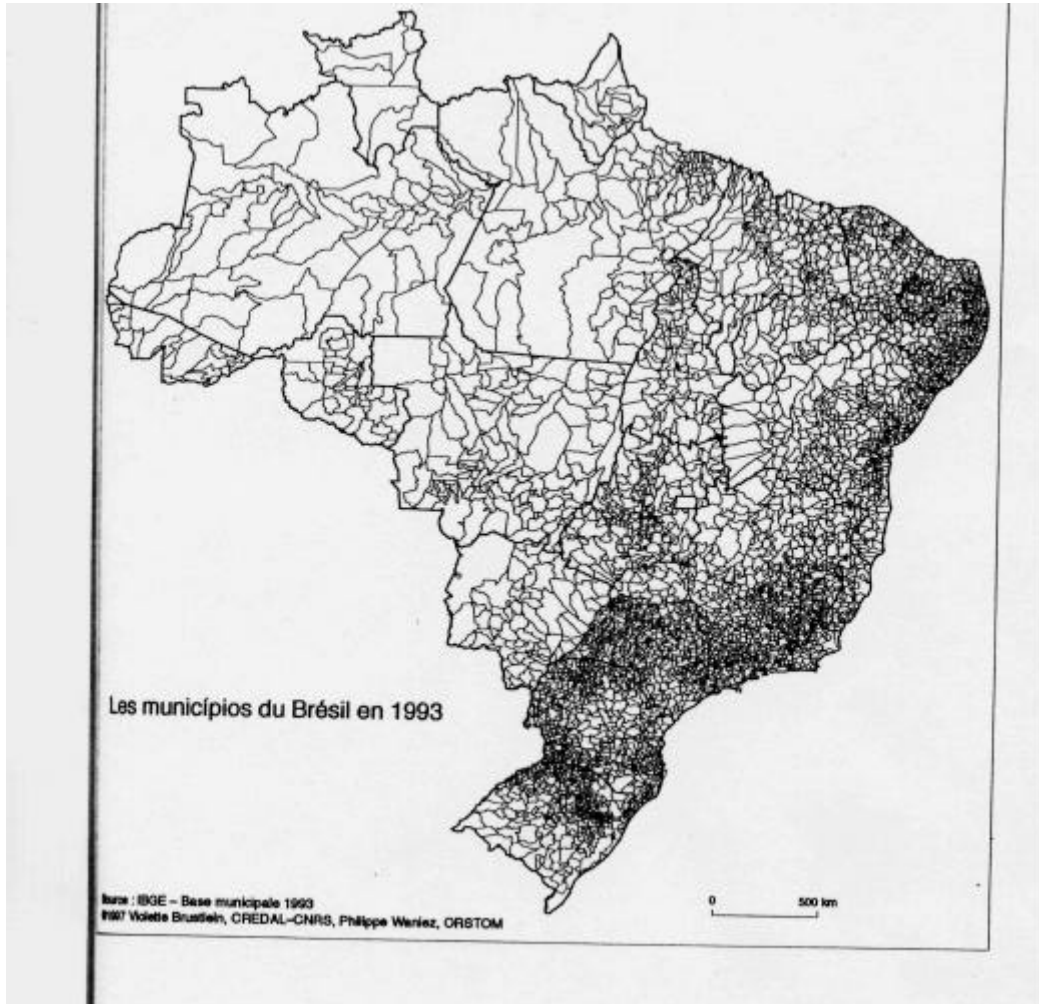 Les municípios du Brésil en 1993
Source : IBGE – Base municipale 1993
©1997 Violette Brustlein, CREDAL-CNRS, Philippe Waniez, ORSTOM
0 500 km